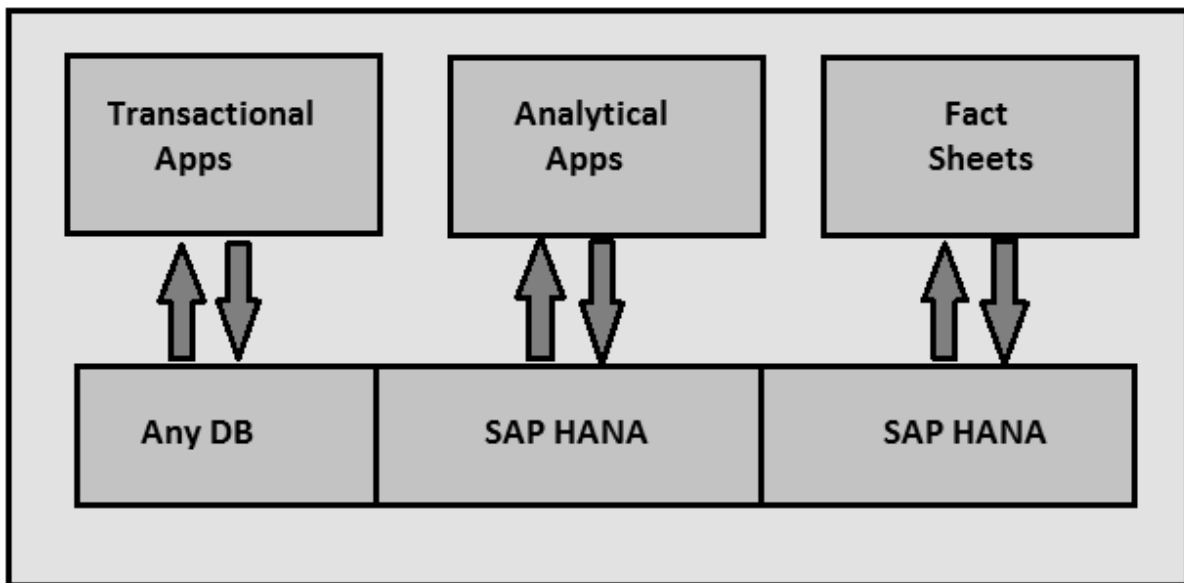 Transactional
Apps
Analytical
Apps
Fact
Sheets
Any DB
SAP HANA
SAP HANA